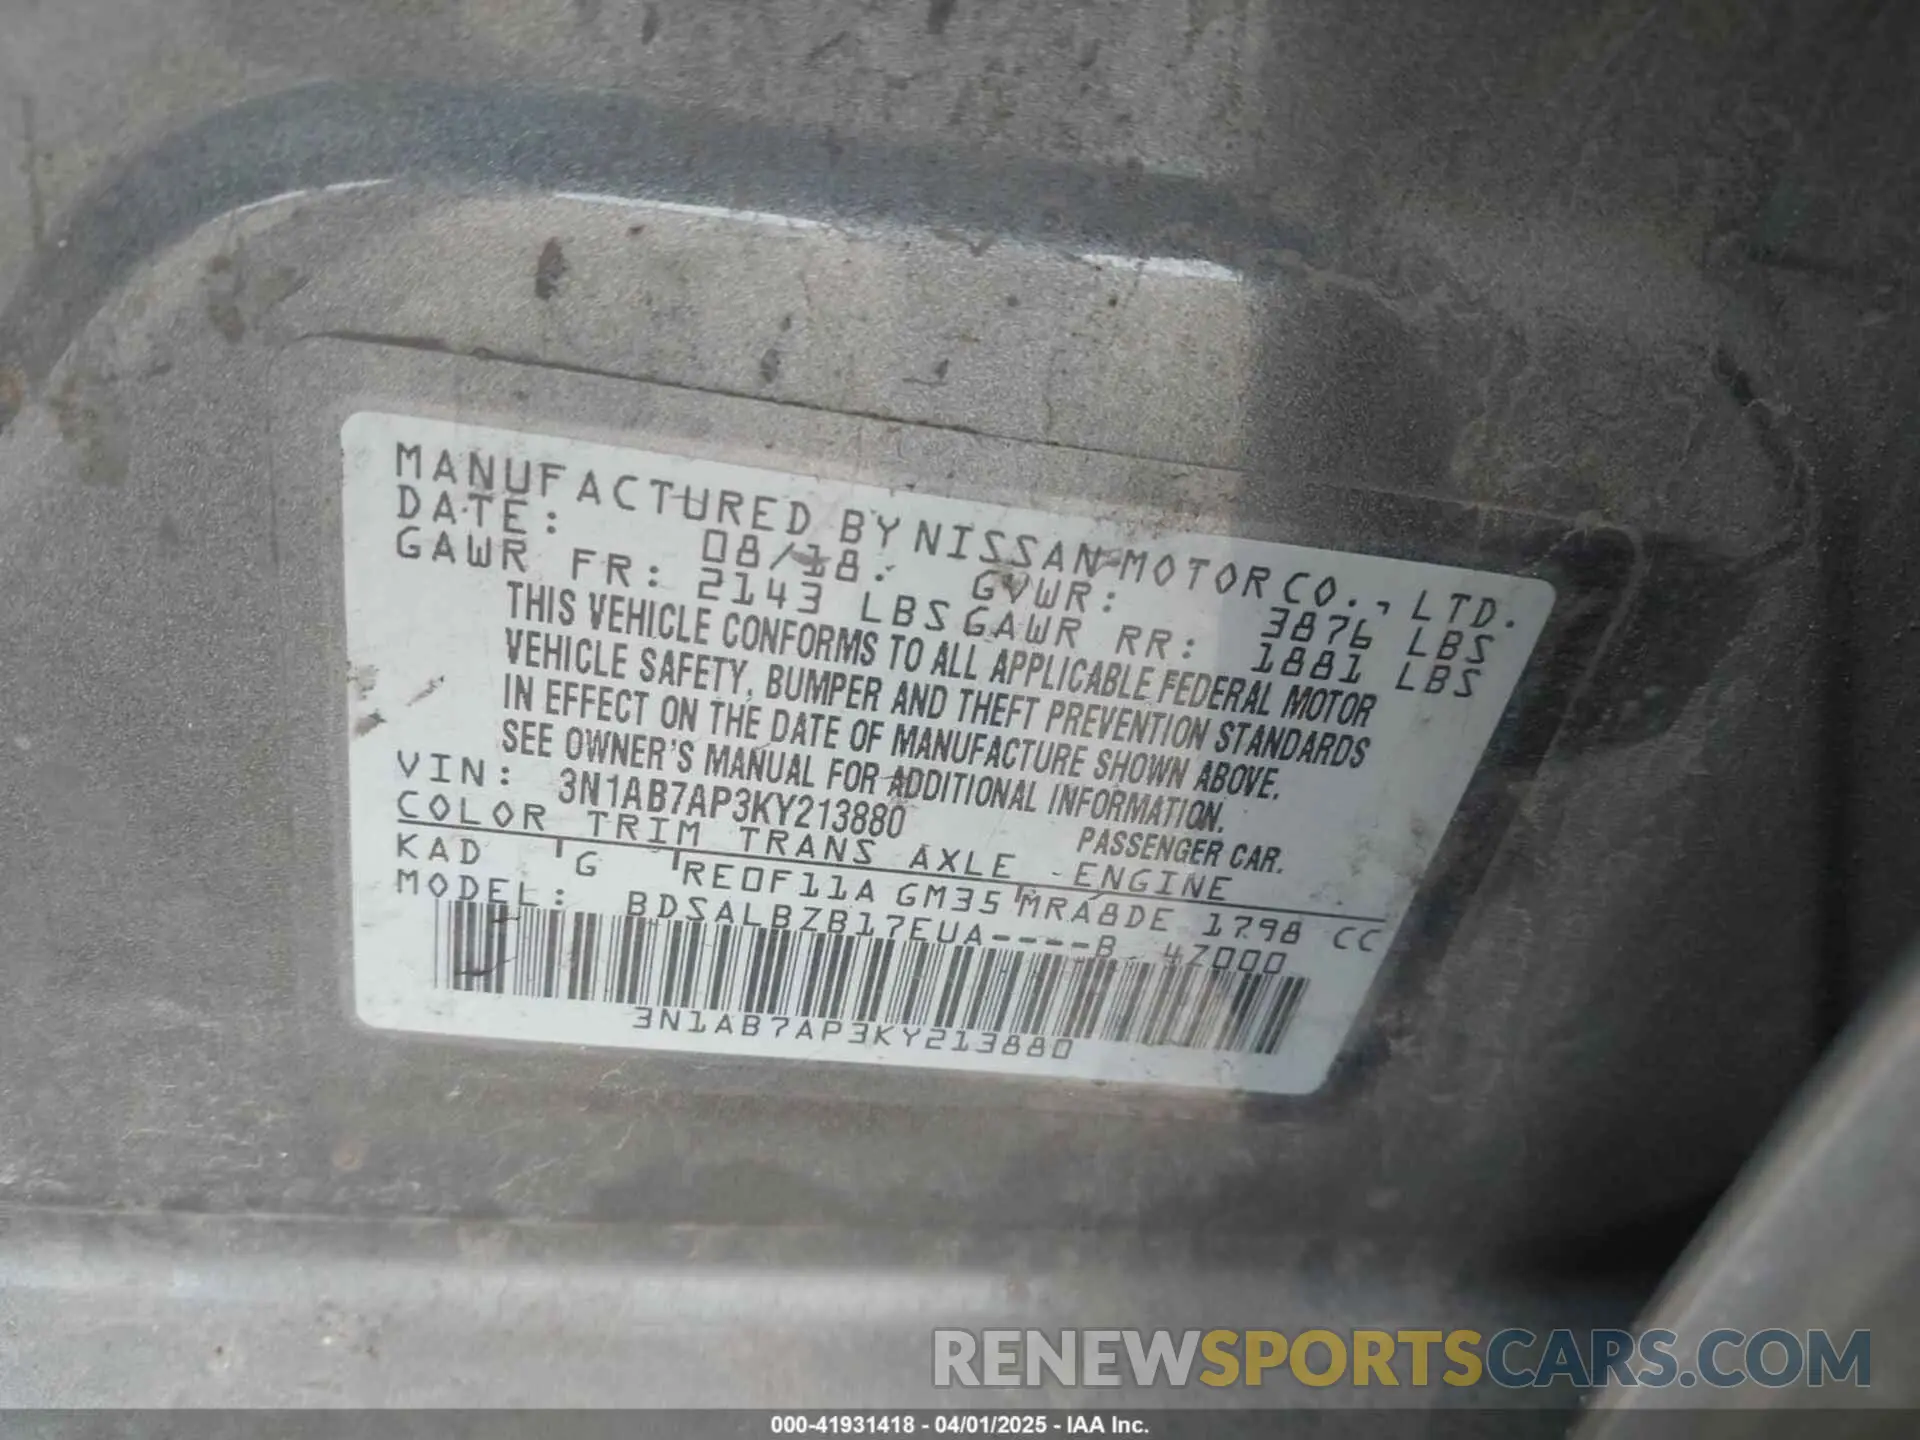 MANUFACTURED BY NISSAN MOTOR CO., LTD.
DATE: 08/18. GVWR: 3876 LBS
GAWR FR: 2143 LBS GAWR RR: 1881 LBS
THIS VEHICLE CONFORMS TO ALL APPLICABLE FEDERAL MOTOR
VEHICLE SAFETY, BUMPER AND THEFT PREVENTION STANDARDS
IN EFFECT ON THE DATE OF MANUFACTURE SHOWN ABOVE.
SEE OWNER'S MANUAL FOR ADDITIONAL INFORMATION.
VIN: 3N1AB7AP3KY213880 PASSENGER CAR.
COLOR TRIM TRANS AXLE ENGINE
KAD G RE0F11A GM35 MRA8DE 1798 CC
MODEL: BDSALBZB17EUA----B 4Z000
3N1AB7AP3KY213880
RENEWSPORTSCARS.COM
000-41931418 - 04/01/2025 - IAA Inc.